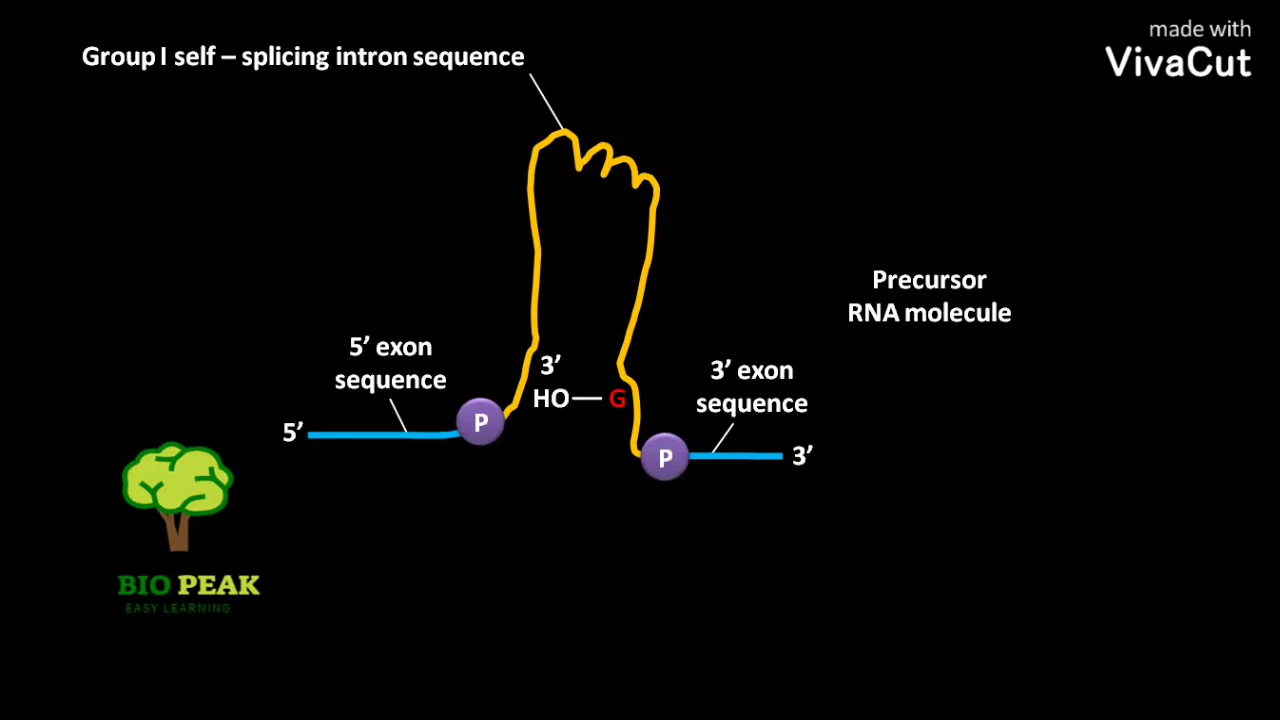 made with
VivaCut
Group I self – splicing intron sequence
Precursor
RNA molecule
5’ exon
sequence
3’
3’ exon
sequence
HO
G
5’
P
P
3’
BIO PEAK
EASY LEARNING